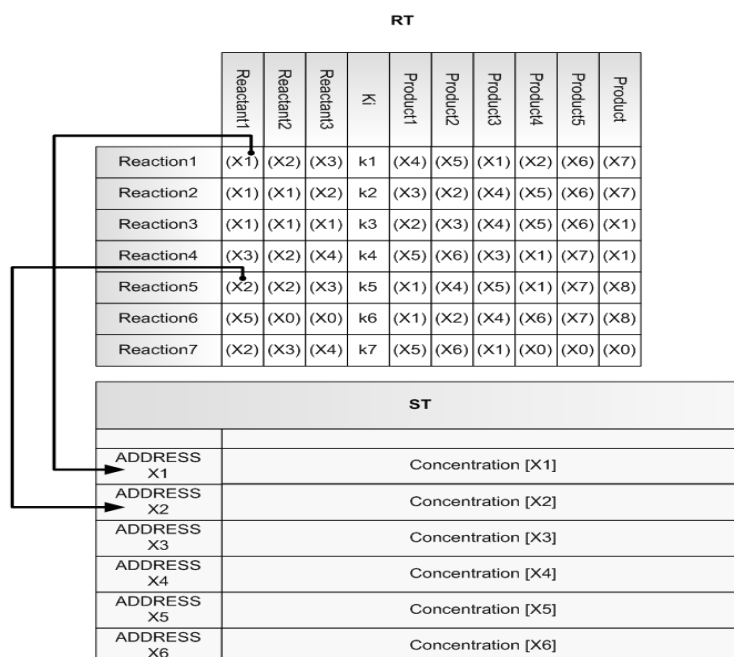 RT
Reactant1 Reactant2 Reactant3 Ki Product1 Product2 Product3 Product4 Product5 Product
Reaction1 (X1) (X2) (X3) k1 (X4) (X5) (X1) (X2) (X6) (X7)
Reaction2 (X1) (X1) (X2) k2 (X3) (X2) (X4) (X5) (X6) (X7)
Reaction3 (X1) (X1) (X1) k3 (X2) (X3) (X4) (X5) (X6) (X1)
Reaction4 (X3) (X2) (X4) k4 (X5) (X6) (X3) (X1) (X7) (X1)
Reaction5 (X2) (X2) (X3) k5 (X1) (X4) (X5) (X1) (X7) (X8)
Reaction6 (X5) (X0) (X0) k6 (X1) (X2) (X4) (X6) (X7) (X8)
Reaction7 (X2) (X3) (X4) k7 (X5) (X6) (X1) (X0) (X0) (X0)
ST
ADDRESS
X1
Concentration [X1]
ADDRESS
X2
Concentration [X2]
ADDRESS
X3
Concentration [X3]
ADDRESS
X4
Concentration [X4]
ADDRESS
X5
Concentration [X5]
ADDRESS
X6
Concentration [X6]